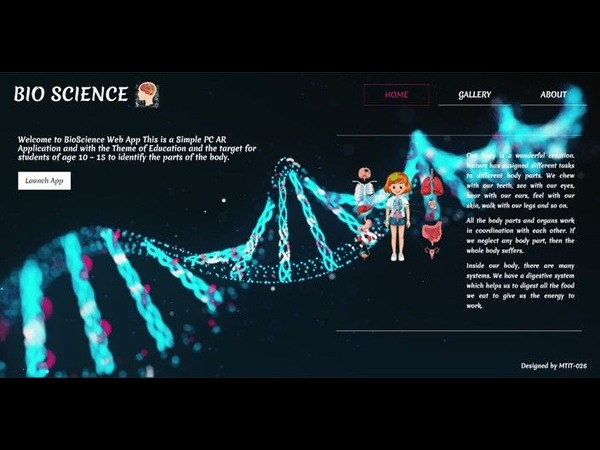 BIO SCIENCE
HOME
GALLERY
ABOUT
Welcome to BioScience Web App This is a Simple PC AR
Application and with the Theme of Education and the target for
students of age 10 - 15 to identify the parts of the body.
Launch App
Our body is a wonderful creation.
Nature has assigned different tasks
to different body parts. We chew
with our teeth, see with our eyes,
hear with our ears, feel with our
skin, walk with our legs and so on.
All the body parts and organs work
in coordination with each other. If
we neglect any body part, then the
whole body suffers.
Inside our body, there are many
systems. We have a digestive system
which helps us to digest all the food
we eat to give us the energy to
work.
Designed by MTIT-026